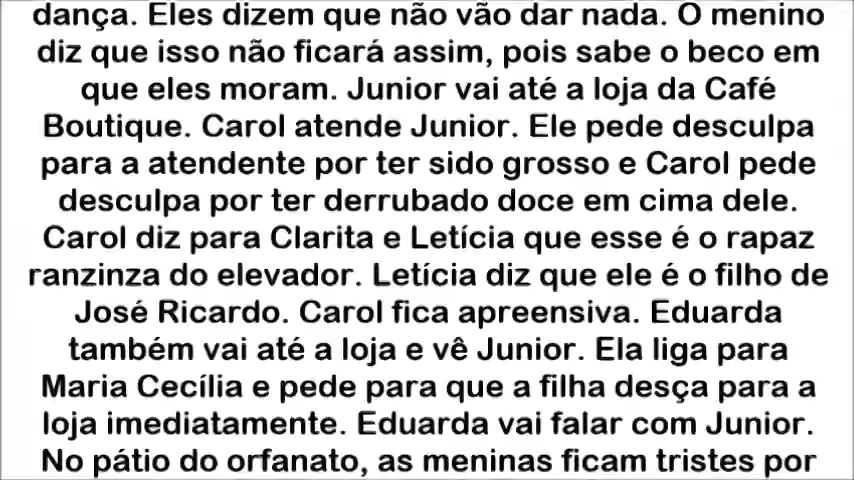 dança. Eles dizem que não vão dar nada. O menino
diz que isso não ficará assim, pois sabe o beco em
que eles moram. Junior vai até a loja da Café
Boutique. Carol atende Junior. Ele pede desculpa
para a atendente por ter sido grosso e Carol pede
desculpa por ter derrubado doce em cima dele.
Carol diz para Clarita e Letícia que esse é o rapaz
ranzinza do elevador. Letícia diz que ele é o filho de
José Ricardo. Carol fica apreensiva. Eduarda
também vai até a loja e vê Junior. Ela liga para
Maria Cecília e pede para que a filha desça para a
loja imediatamente. Eduarda vai falar com Junior.
No pátio do orfanato, as meninas ficam tristes por